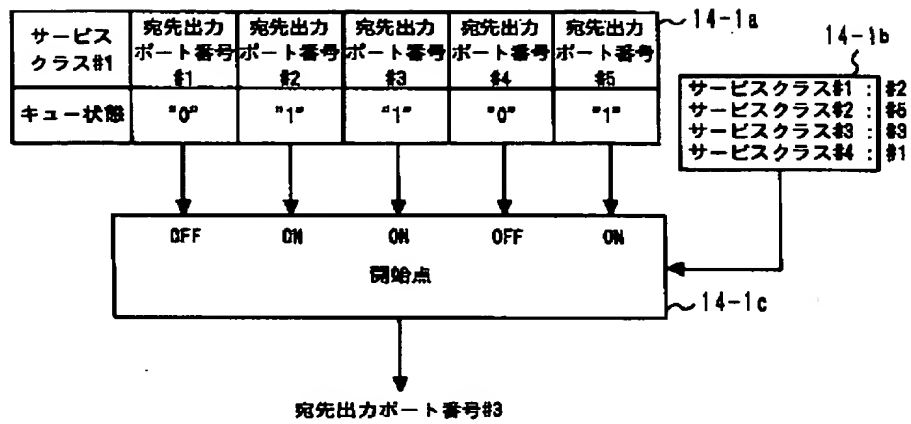 14-1a
サービス
クラス#1
宛先出力
ポート番号
#1
宛先出力
ポート番号
#2
宛先出力
ポート番号
#3
宛先出力
ポート番号
#4
宛先出力
ポート番号
#5
キュー状態 "0" "1" "1" "0" "1"
14-1b
サービスクラス#1 : #2
サービスクラス#2 : #5
サービスクラス#3 : #3
サービスクラス#4 : #1
OFF ON ON OFF ON
開始点
14-1c
宛先出力ポート番号#3